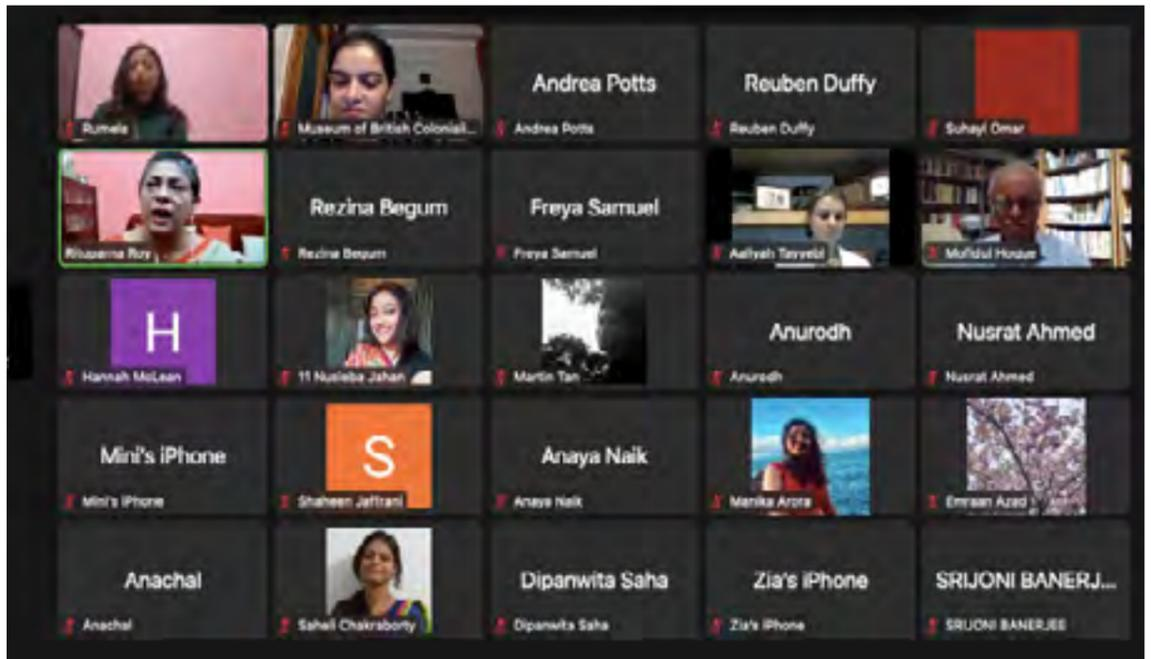 Rumela
Museum of British Coloniali...
Andrea Potts
Andrea Potts
Reuben Duffy
Reuben Duffy
Suhayl Omar
Rituparna Roy
Rezina Begum
Rezina Begum
Freya Samuel
Freya Samuel
Aaliyah Tayyebi
Mofidul Hoque
H
Hannah McLean
11 Nusieba Jahan
Martin Tan
Anurodh
Anurodh
Nusrat Ahmed
Nusrat Ahmed
Mini's iPhone
Mini's iPhone
S
Shaheen Jaffrani
Anaya Naik
Anaya Naik
Manika Arora
Emraan Azad
Anachal
Anachal
Saheli Chakraborty
Dipanwita Saha
Dipanwita Saha
Zia's iPhone
Zia's iPhone
SRIJONI BANERJ...
SRIJONI BANERJEE